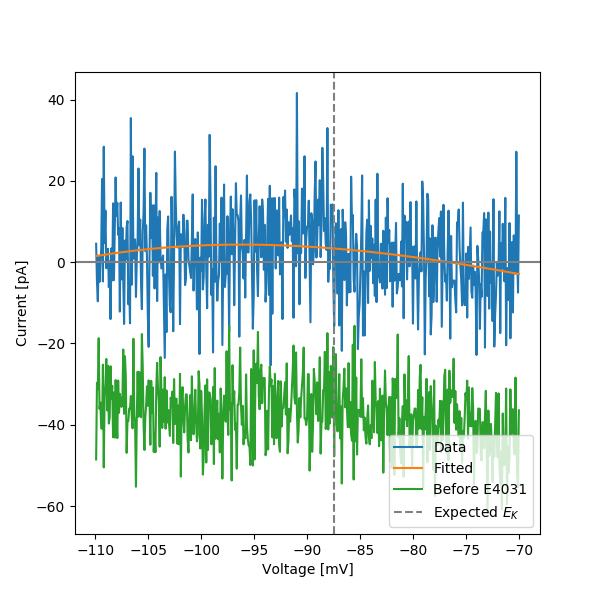 40
20
0
−20
−40
−60
Current [pA]
−110 −105 −100 −95 −90 −85 −80 −75 −70
Voltage [mV]
Data
Fitted
Before E4031
Expected E_K